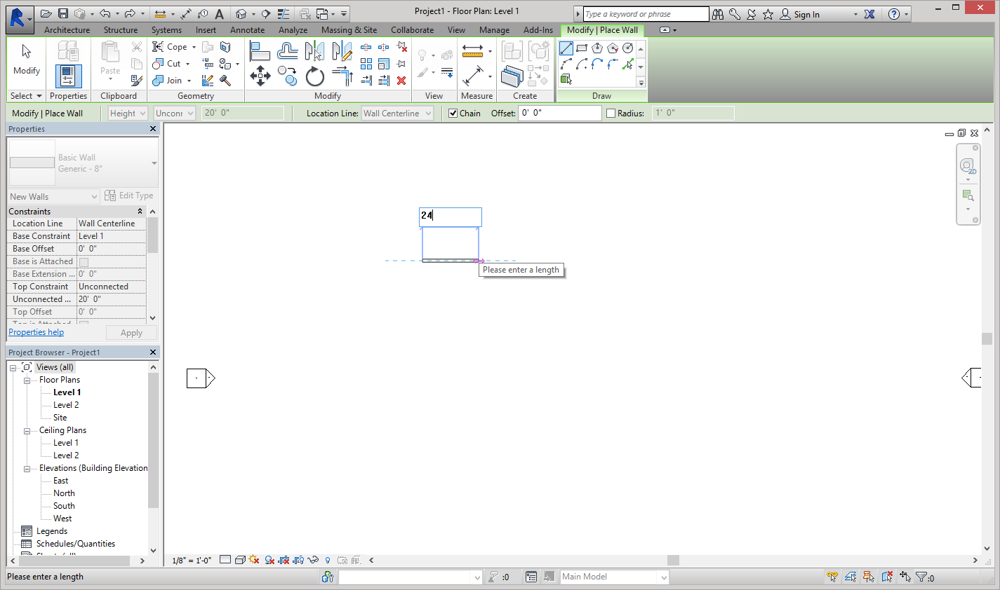 Project1 - Floor Plan: Level 1
Type a keyword or phrase
Sign In
Architecture
Structure
Systems
Insert
Annotate
Analyze
Massing & Site
Collaborate
View
Manage
Add-Ins
Modify | Place Wall
Modify
Paste
Cope
Cut
Join
Select
Properties
Clipboard
Geometry
Modify
View
Measure
Create
Draw
Modify | Place Wall
Height
Unconr
20' 0"
Location Line:
Wall Centerline
Chain
Offset:
0' 0"
Radius:
1' 0"
Properties
Basic Wall
Generic - 8"
New Walls
Edit Type
Constraints
Location Line Wall Centerline
Base Constraint Level 1
Base Offset 0' 0"
Base is Attached
Base Extension ... 0' 0"
Top Constraint Unconnected
Unconnected ... 20' 0"
Top Offset 0' 0"
Properties help
Apply
24
Please enter a length
Project Browser - Project1
Views (all)
Floor Plans
Level 1
Level 2
Site
Ceiling Plans
Level 1
Level 2
Elevations (Building Elevation
East
North
South
West
Legends
Schedules/Quantities
1/8" = 1'-0"
2D
Please enter a length
:0
Main Model
:0